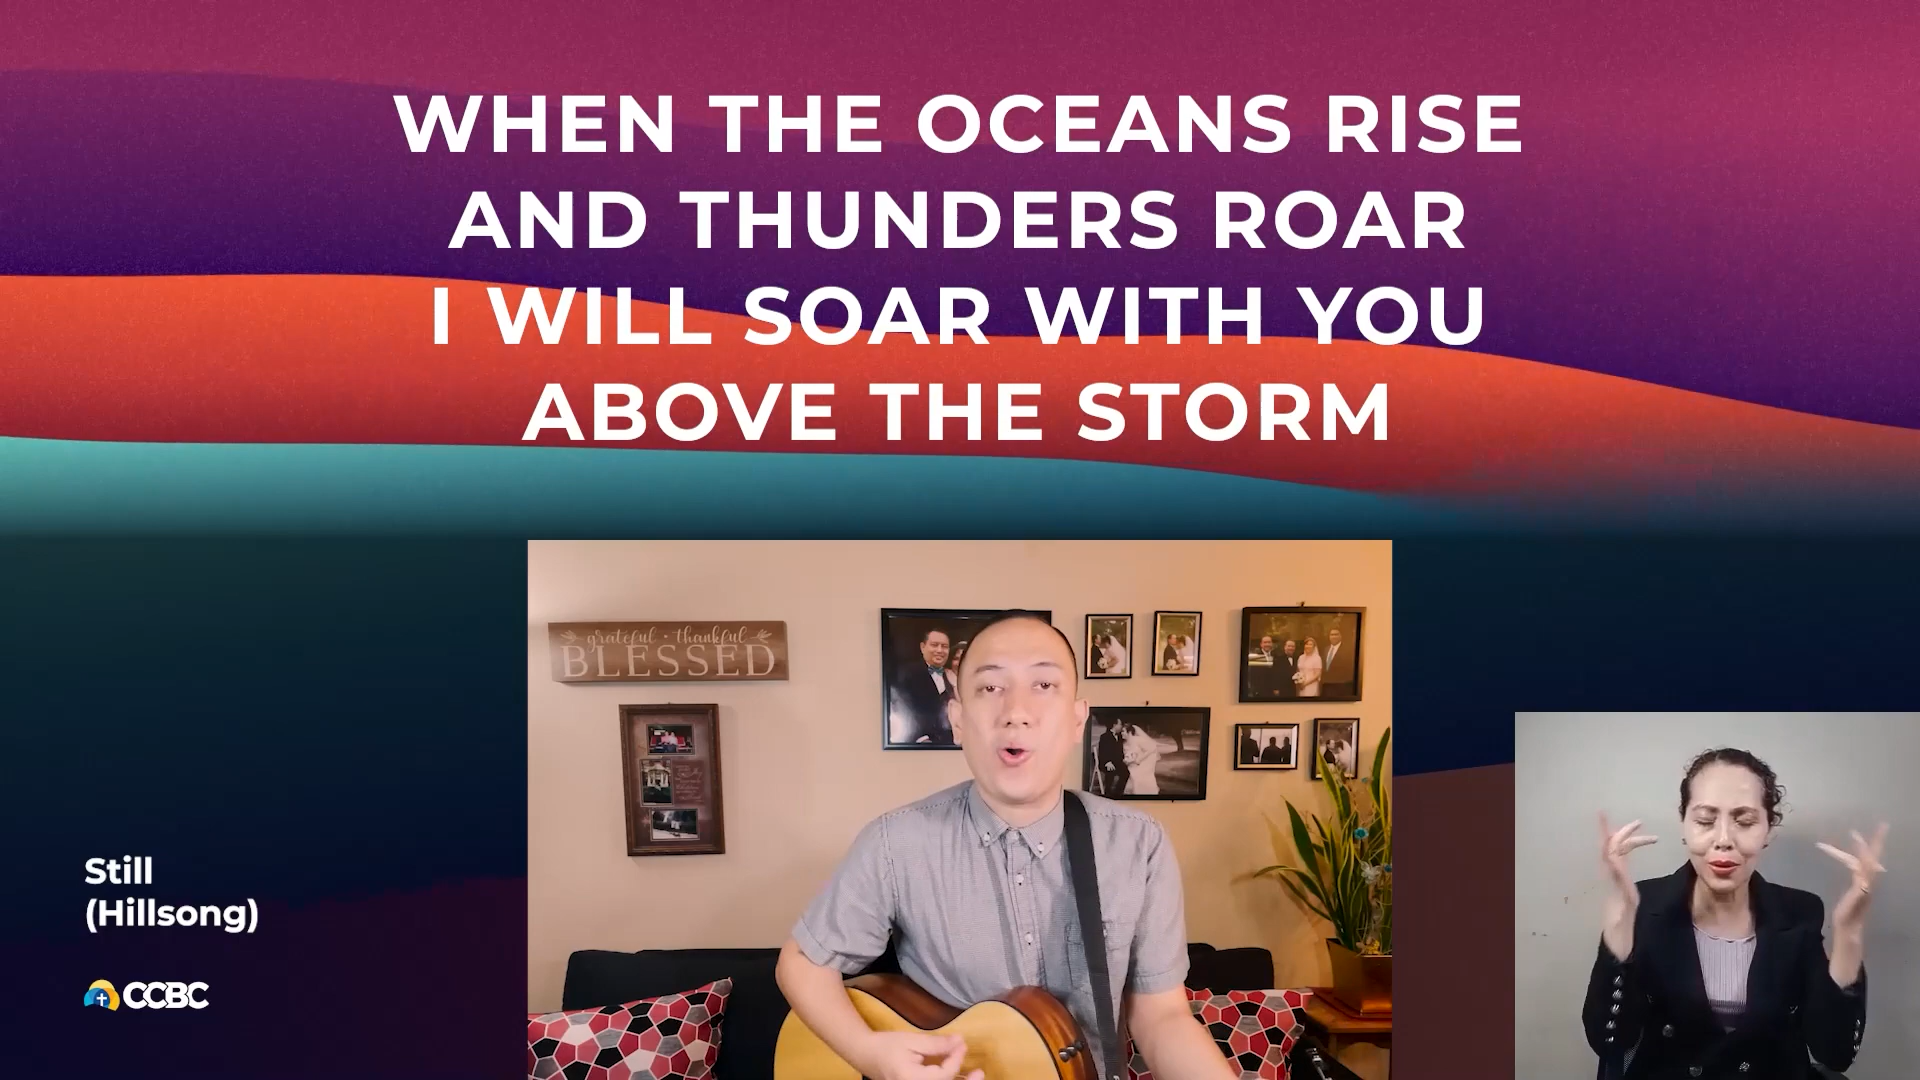 WHEN THE OCEANS RISE
AND THUNDERS ROAR
I WILL SOAR WITH YOU
ABOVE THE STORM
grateful • thankful
BLESSED
Still
(Hillsong)
CCBC